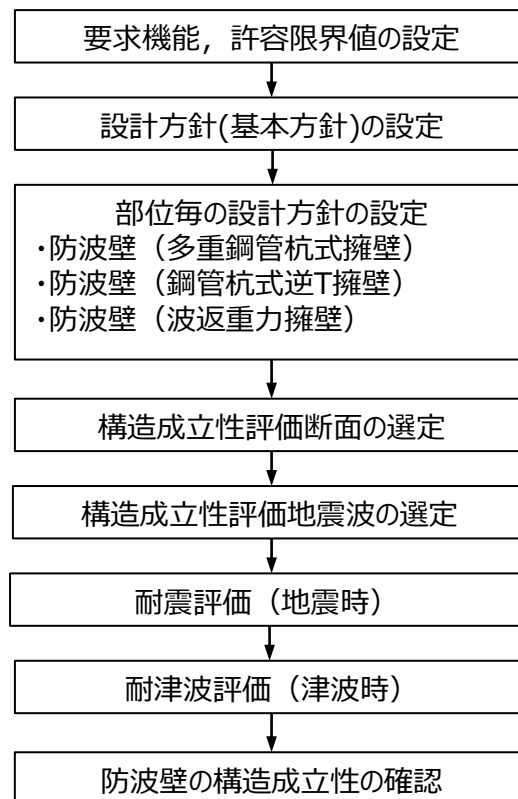 要求機能，許容限界値の設定
設計方針(基本方針)の設定
部位毎の設計方針の設定
・防波壁（多重鋼管杭式擁壁）
・防波壁（鋼管杭式逆T擁壁）
・防波壁（波返重力擁壁）
構造成立性評価断面の選定
構造成立性評価地震波の選定
耐震評価（地震時）
耐津波評価（津波時）
防波壁の構造成立性の確認